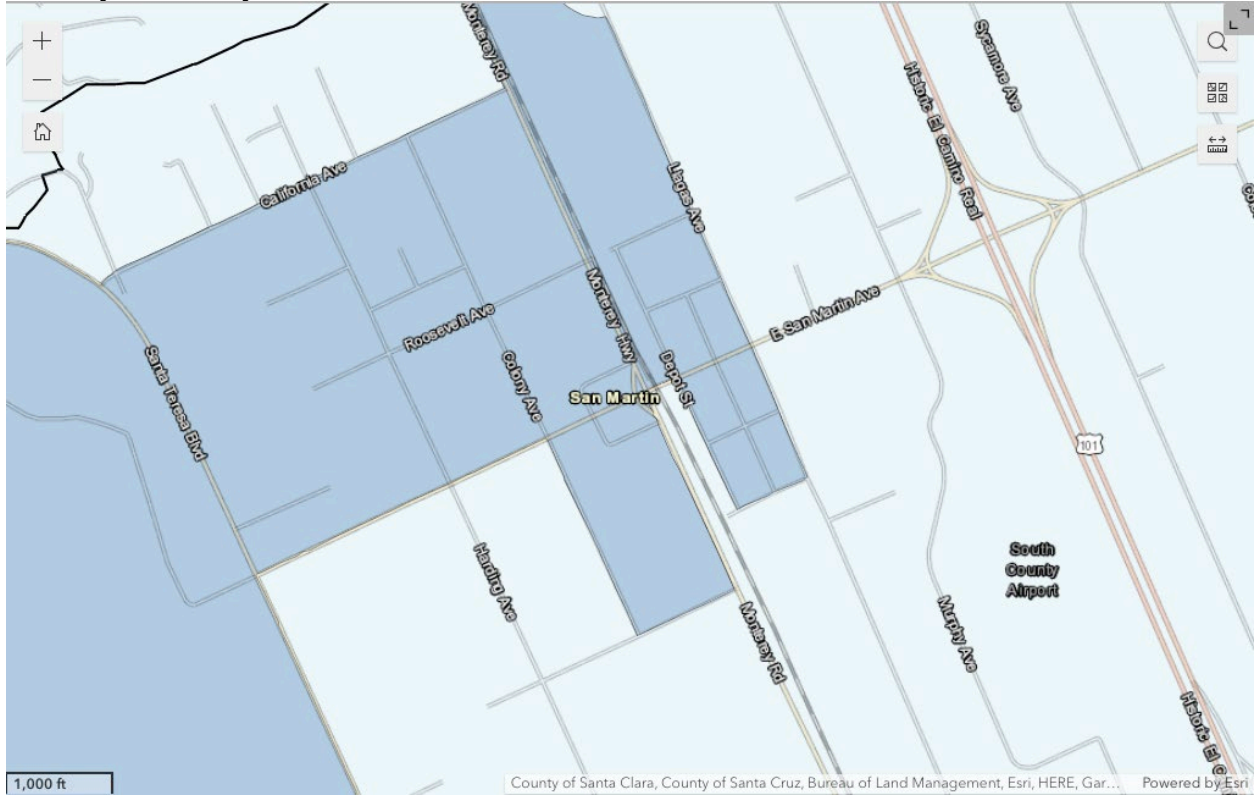 Monterey Rd
Sycamore Ave
Historic El Camino Real
California Ave
Llagas Ave
Monterey Hwy
E San Martin Ave
Roosevelt Ave
Santa Teresa Blvd
Colony Ave
Depot St
San Martin
101
Harding Ave
South
County
Airport
Murphy Ave
Monterey Rd
Historic El
1,000 ft
County of Santa Clara, County of Santa Cruz, Bureau of Land Management, Esri, HERE, Gar... Powered by Esri